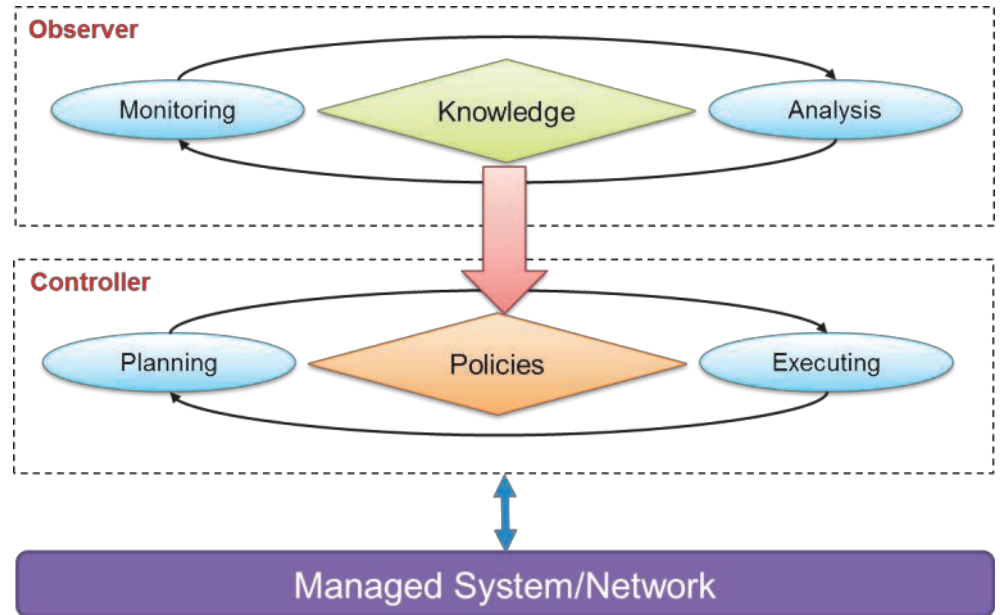 Observer
Monitoring
Knowledge
Analysis
Controller
Planning
Policies
Executing
Managed System/Network